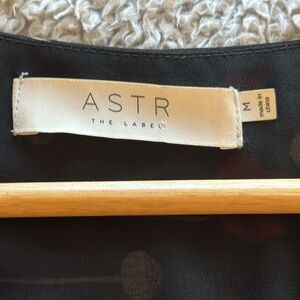 ASTR
THE LABEL
M
made in
china